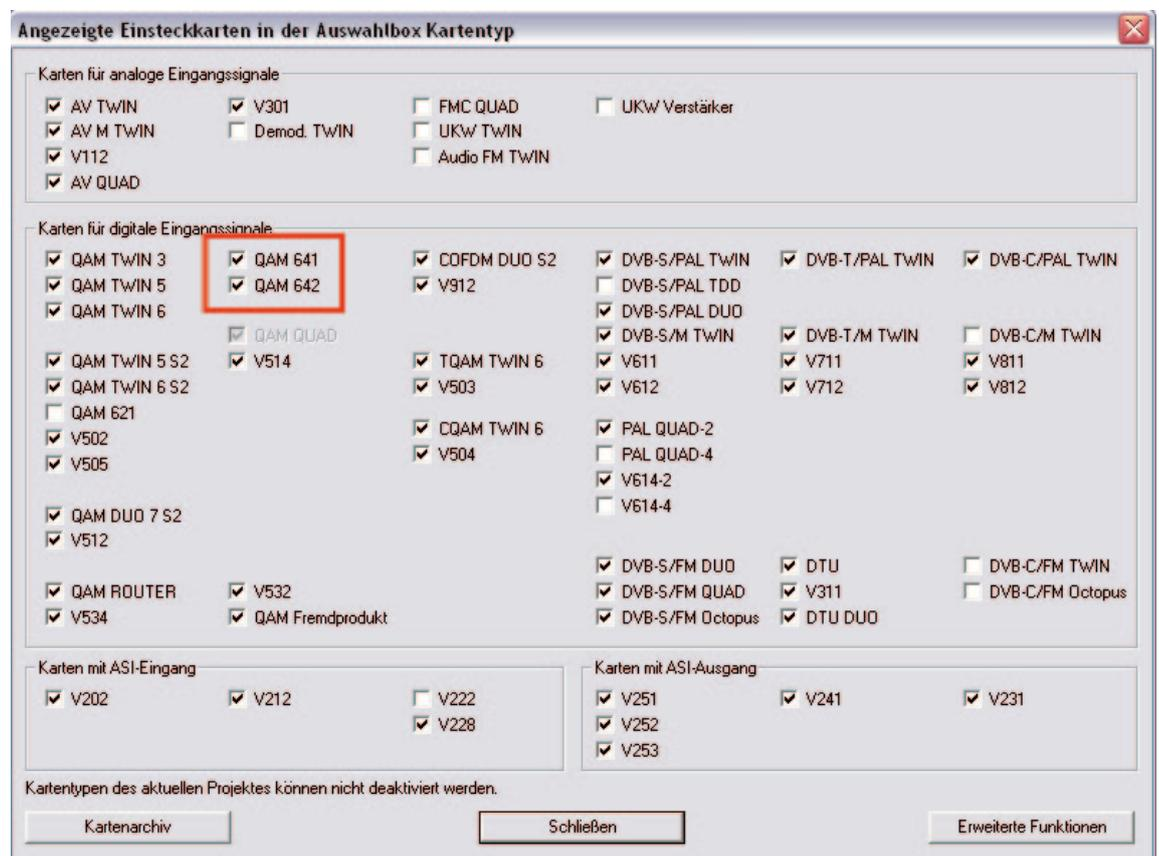 Angezeigte Einsteckkarten in der Auswahlbox Kartentyp
Karten für analoge Eingangssignale
AV TWIN V301 FMC QUAD UKW Verstärker
AV M TWIN Demod. TWIN UKW TWIN
V112 Audio FM TWIN
AV QUAD
Karten für digitale Eingangssignale
QAM TWIN 3 QAM 641 COFDM DUO S2 DVB-S/PAL TWIN DVB-T/PAL TWIN DVB-C/PAL TWIN
QAM TWIN 5 QAM 642 V912 DVB-S/PAL TDD
QAM TWIN 6 DVB-S/PAL DUO
QAM QUAD DVB-S/M TWIN DVB-T/M TWIN DVB-C/M TWIN
QAM TWIN 5 S2 V514 TQAM TWIN 6 V611 V711 V811
QAM TWIN 6 S2 V503 V612 V712 V812
QAM 621
V502 CQAM TWIN 6 PAL QUAD-2
V505 V504 PAL QUAD-4
V614-2
QAM DUO 7 S2 V614-4
V512
DVB-S/FM DUO DTU DVB-C/FM TWIN
QAM ROUTER V532 DVB-S/FM QUAD V311 DVB-C/FM Octopus
V534 QAM Fremdprodukt DVB-S/FM Octopus DTU DUO
Karten mit ASI-Eingang
V202 V212 V222
V228
Karten mit ASI-Ausgang
V251 V241 V231
V252
V253
Kartentypen des aktuellen Projektes können nicht deaktiviert werden.
Kartenarchiv Schließen Erweiterte Funktionen